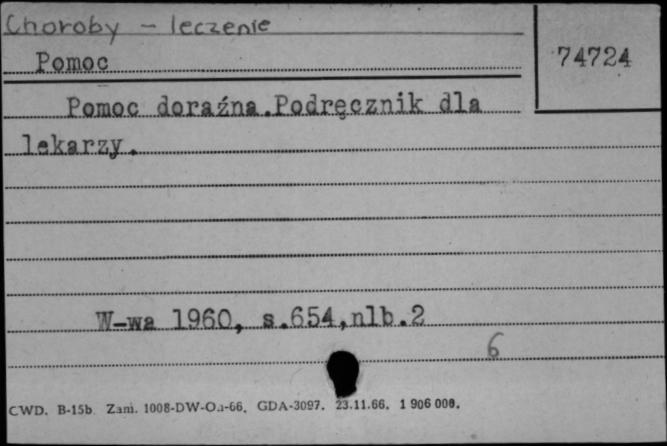 Choroby - leczenie
Pomoc
74724
Pomoc doraźna.Podręcznik dla
lekarzy.
W-wa 1960, s.654,nlb.2
6
CWD. B-15b Zam. 1008-DW-Oa-66. GDA-3097. 23.11.66. 1 906 000.